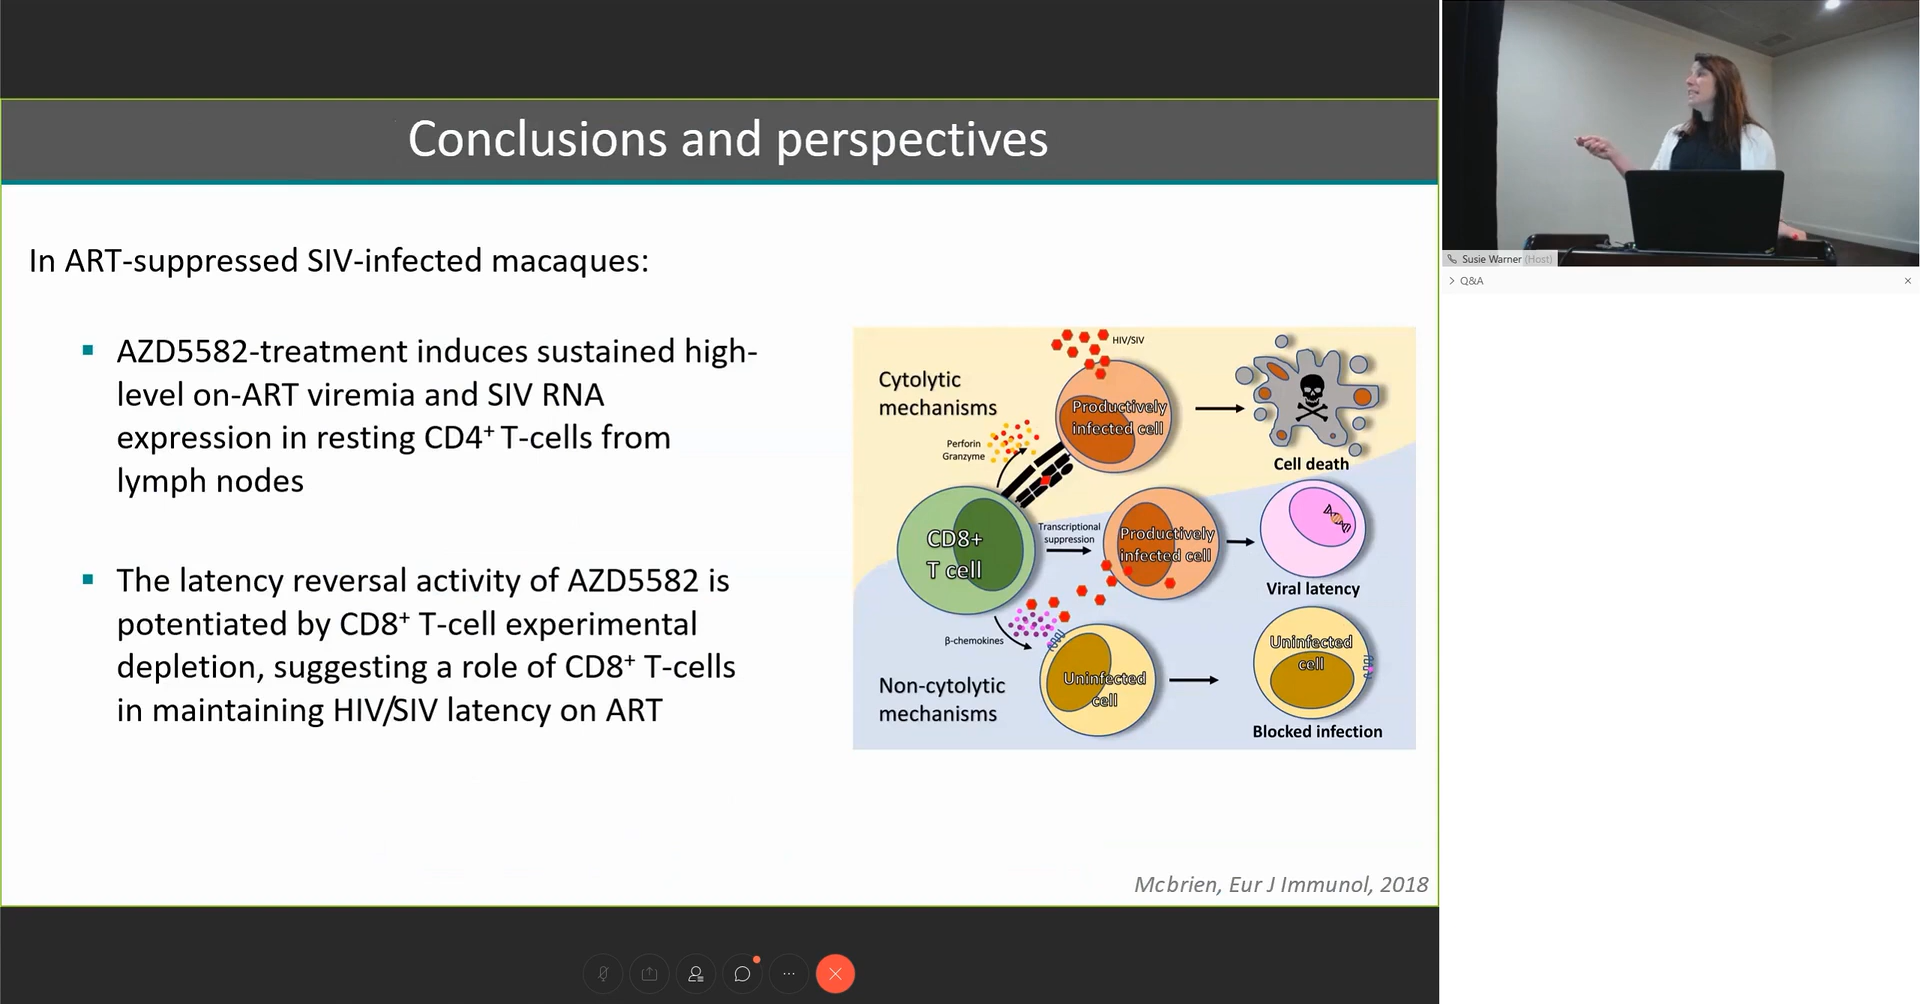 Conclusions and perspectives
In ART-suppressed SIV-infected macaques:
▪ AZD5582-treatment induces sustained high-
level on-ART viremia and SIV RNA
expression in resting CD4⁺ T-cells from
lymph nodes
▪ The latency reversal activity of AZD5582 is
potentiated by CD8⁺ T-cell experimental
depletion, suggesting a role of CD8⁺ T-cells
in maintaining HIV/SIV latency on ART
HIV/SIV
Cytolytic
mechanisms
Productively
infected cell
Perforin
Granzyme
Cell death
CD8+
T cell
Transcriptional
suppression
Productively
infected cell
Viral latency
β-chemokines
Uninfected
cell
Uninfected
cell
Non-cytolytic
mechanisms
Blocked infection
Mcbrien, Eur J Immunol, 2018
Susie Warner (Host)
Q&A